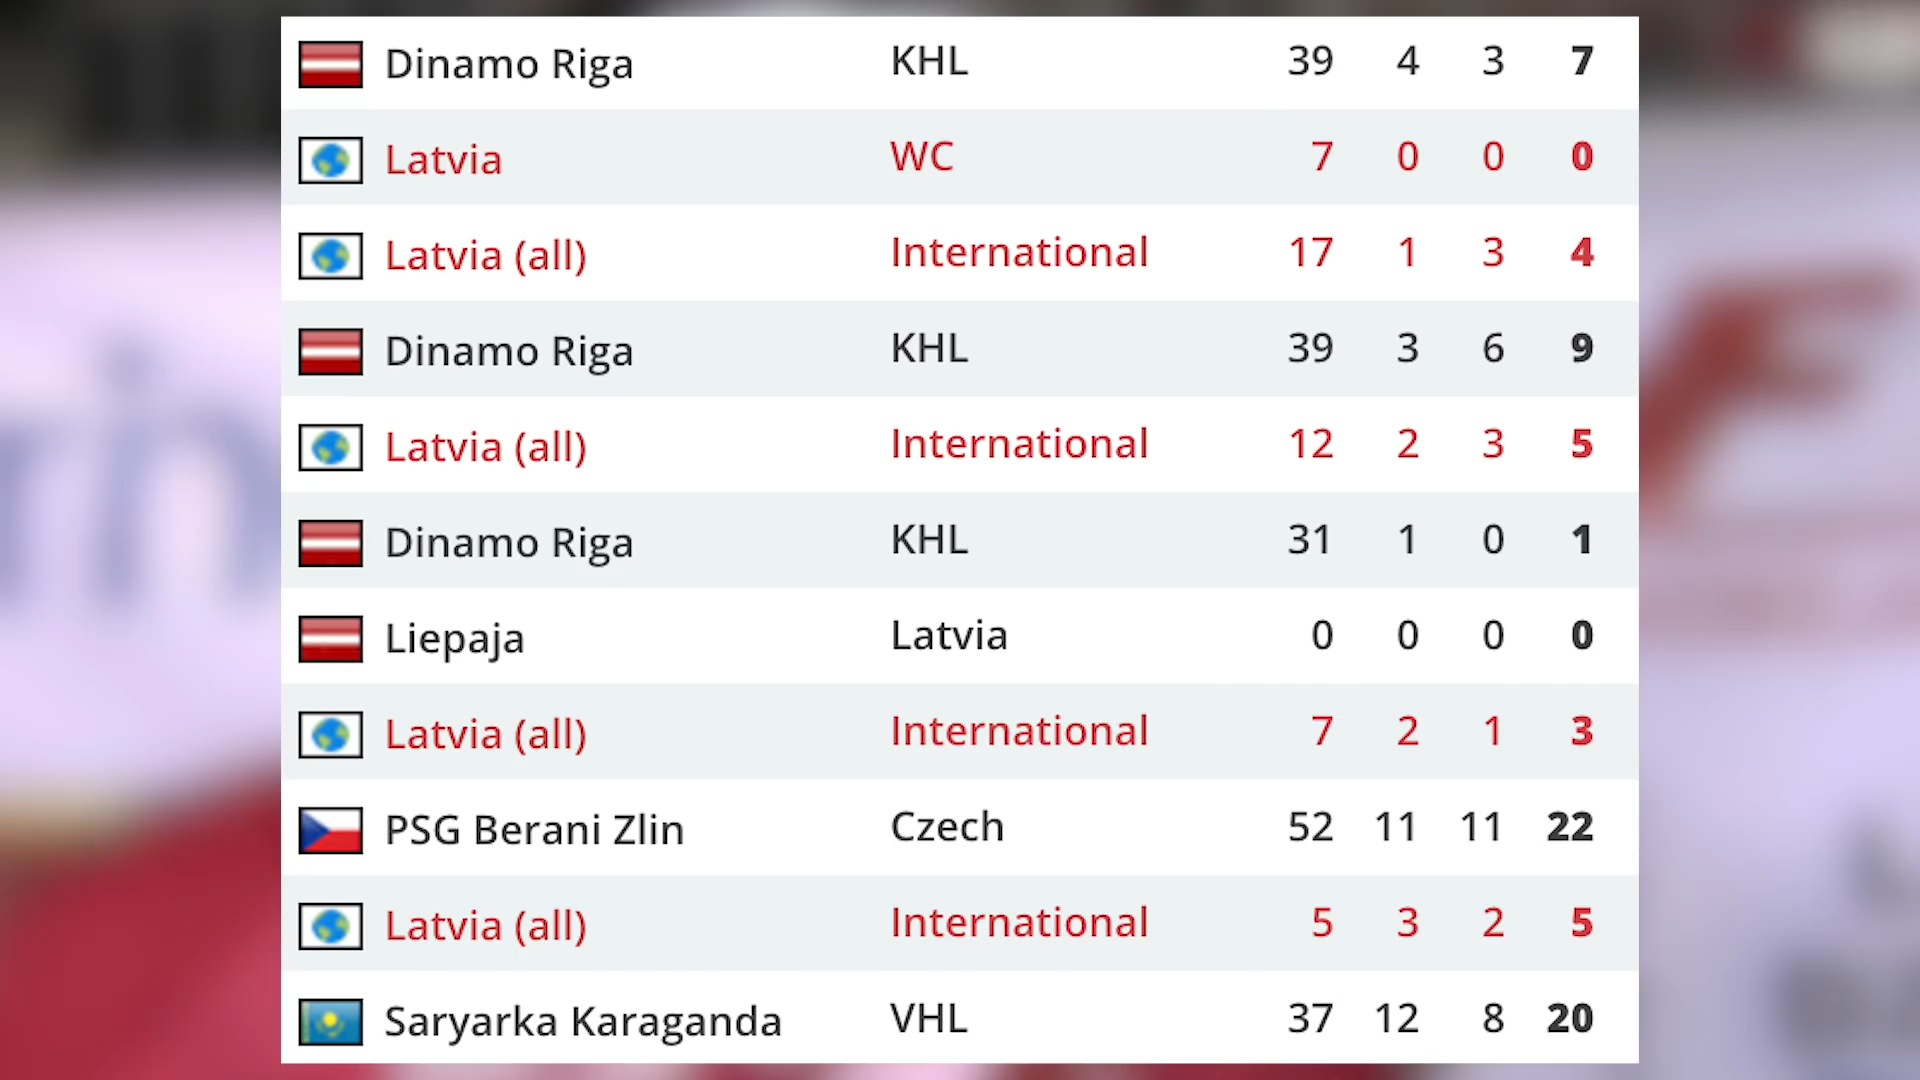 Dinamo Riga KHL 39 4 3 7
Latvia WC 7 0 0 0
Latvia (all) International 17 1 3 4
Dinamo Riga KHL 39 3 6 9
Latvia (all) International 12 2 3 5
Dinamo Riga KHL 31 1 0 1
Liepaja Latvia 0 0 0 0
Latvia (all) International 7 2 1 3
PSG Berani Zlin Czech 52 11 11 22
Latvia (all) International 5 3 2 5
Saryarka Karaganda VHL 37 12 8 20